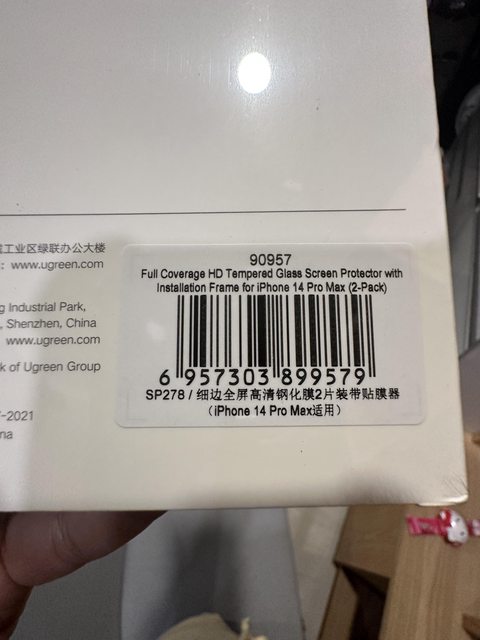 工业区绿联办公大楼
: www.ugreen.com
g Industrial Park,
, Shenzhen, China
www.ugreen.com
k of Ugreen Group
-2021
na
90957
Full Coverage HD Tempered Glass Screen Protector with
Installation Frame for iPhone 14 Pro Max (2-Pack)
6 957303 899579
SP278 / 细边全屏高清钢化膜2片装带贴膜器
（iPhone 14 Pro Max适用）